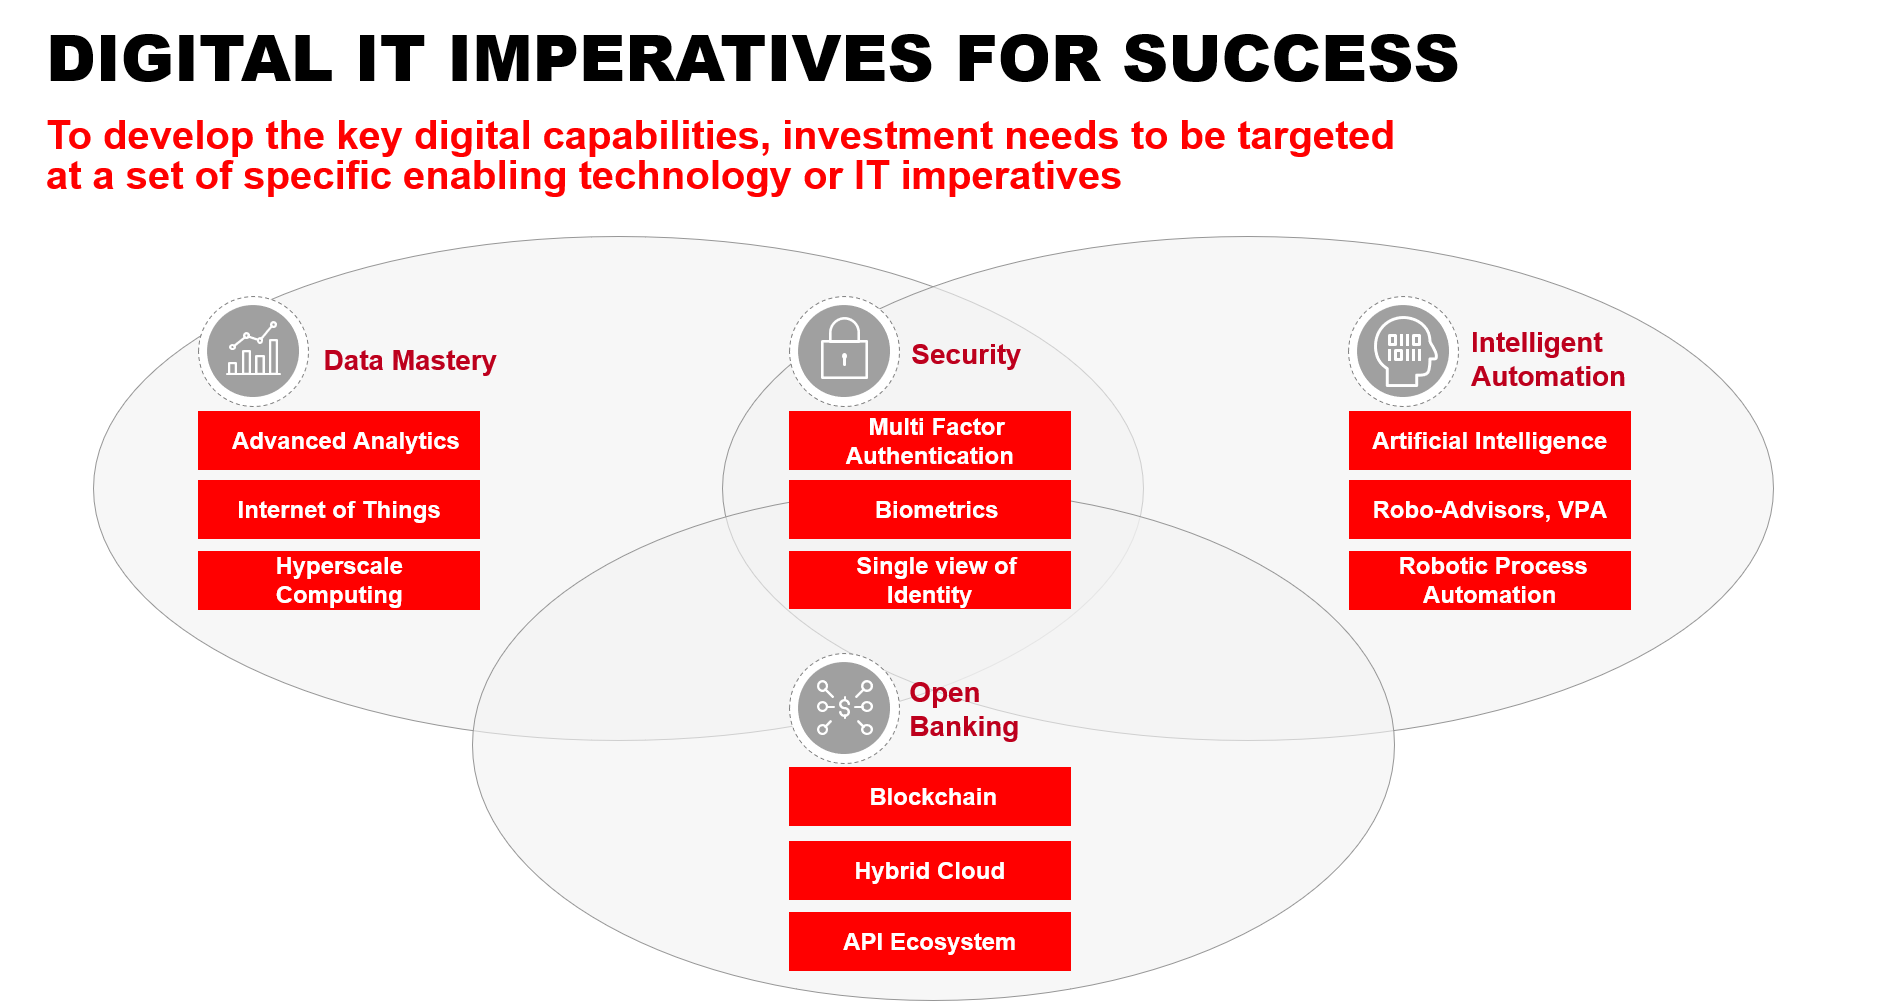 DIGITAL IT IMPERATIVES FOR SUCCESS
To develop the key digital capabilities, investment needs to be targeted
at a set of specific enabling technology or IT imperatives
Data Mastery
Advanced Analytics
Internet of Things
Hyperscale
Computing
Security
Multi Factor
Authentication
Biometrics
Single view of
Identity
Intelligent
Automation
Artificial Intelligence
Robo-Advisors, VPA
Robotic Process
Automation
$
Open
Banking
Blockchain
Hybrid Cloud
API Ecosystem